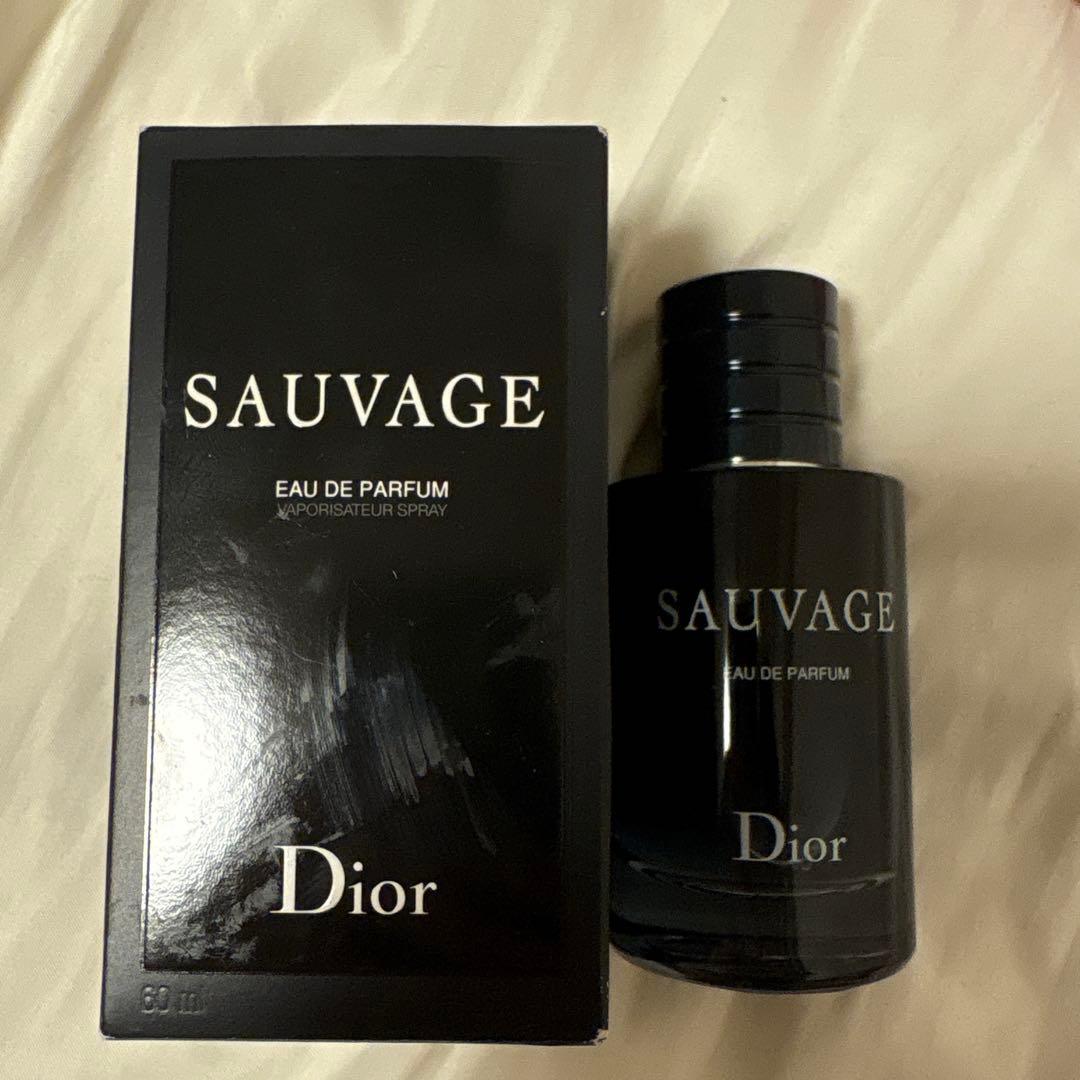 SAUVAGE
EAU DE PARFUM
VAPORISATEUR SPRAY
Dior
60 ml
SAUVAGE
EAU DE PARFUM
Dior